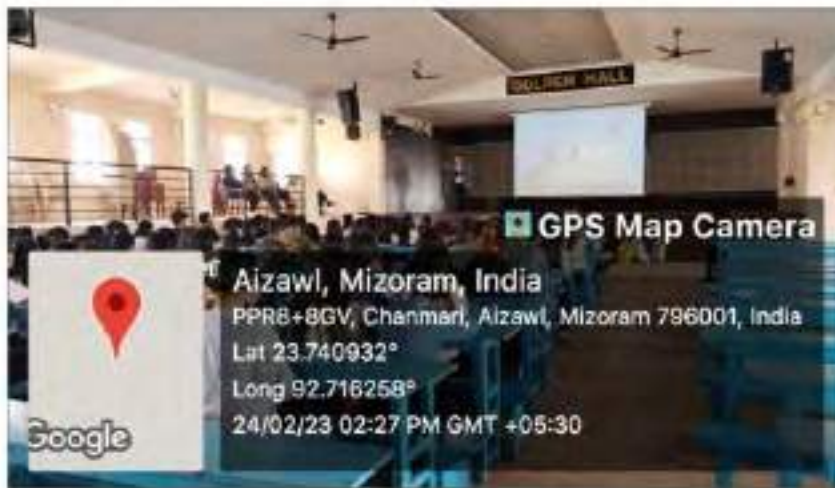 GOLDEN HALL
GPS Map Camera
Aizawl, Mizoram, India
PPR8+8GV, Chanmari, Aizawl, Mizoram 796001, India
Lat 23.740932°
Long 92.716258°
24/02/23 02:27 PM GMT +05:30
Google